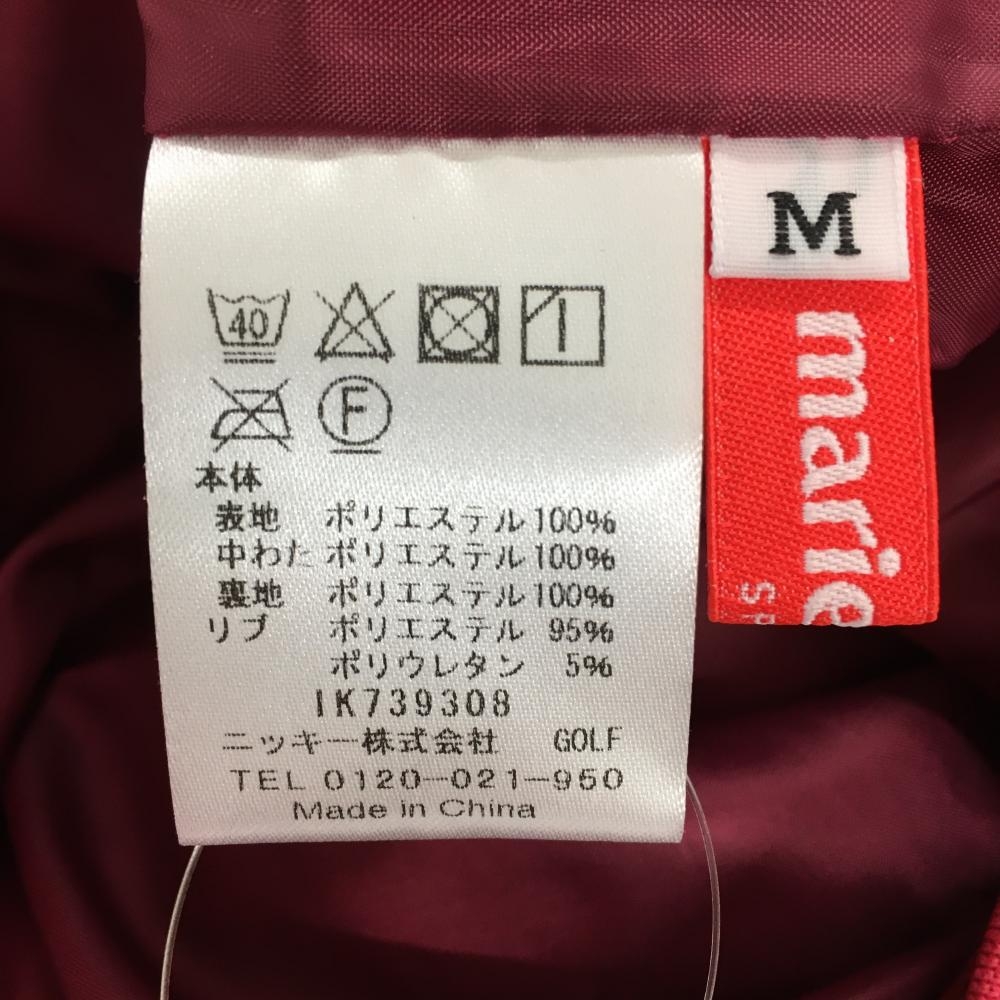 40
F
本体
表地 ポリエステル100%
中わた ポリエステル100%
裏地 ポリエステル100%
リブ ポリエステル 95%
ポリウレタン 5%
IK739308
ニッキー株式会社 GOLF
TEL 0120-021-950
Made in China
M
marie
SP